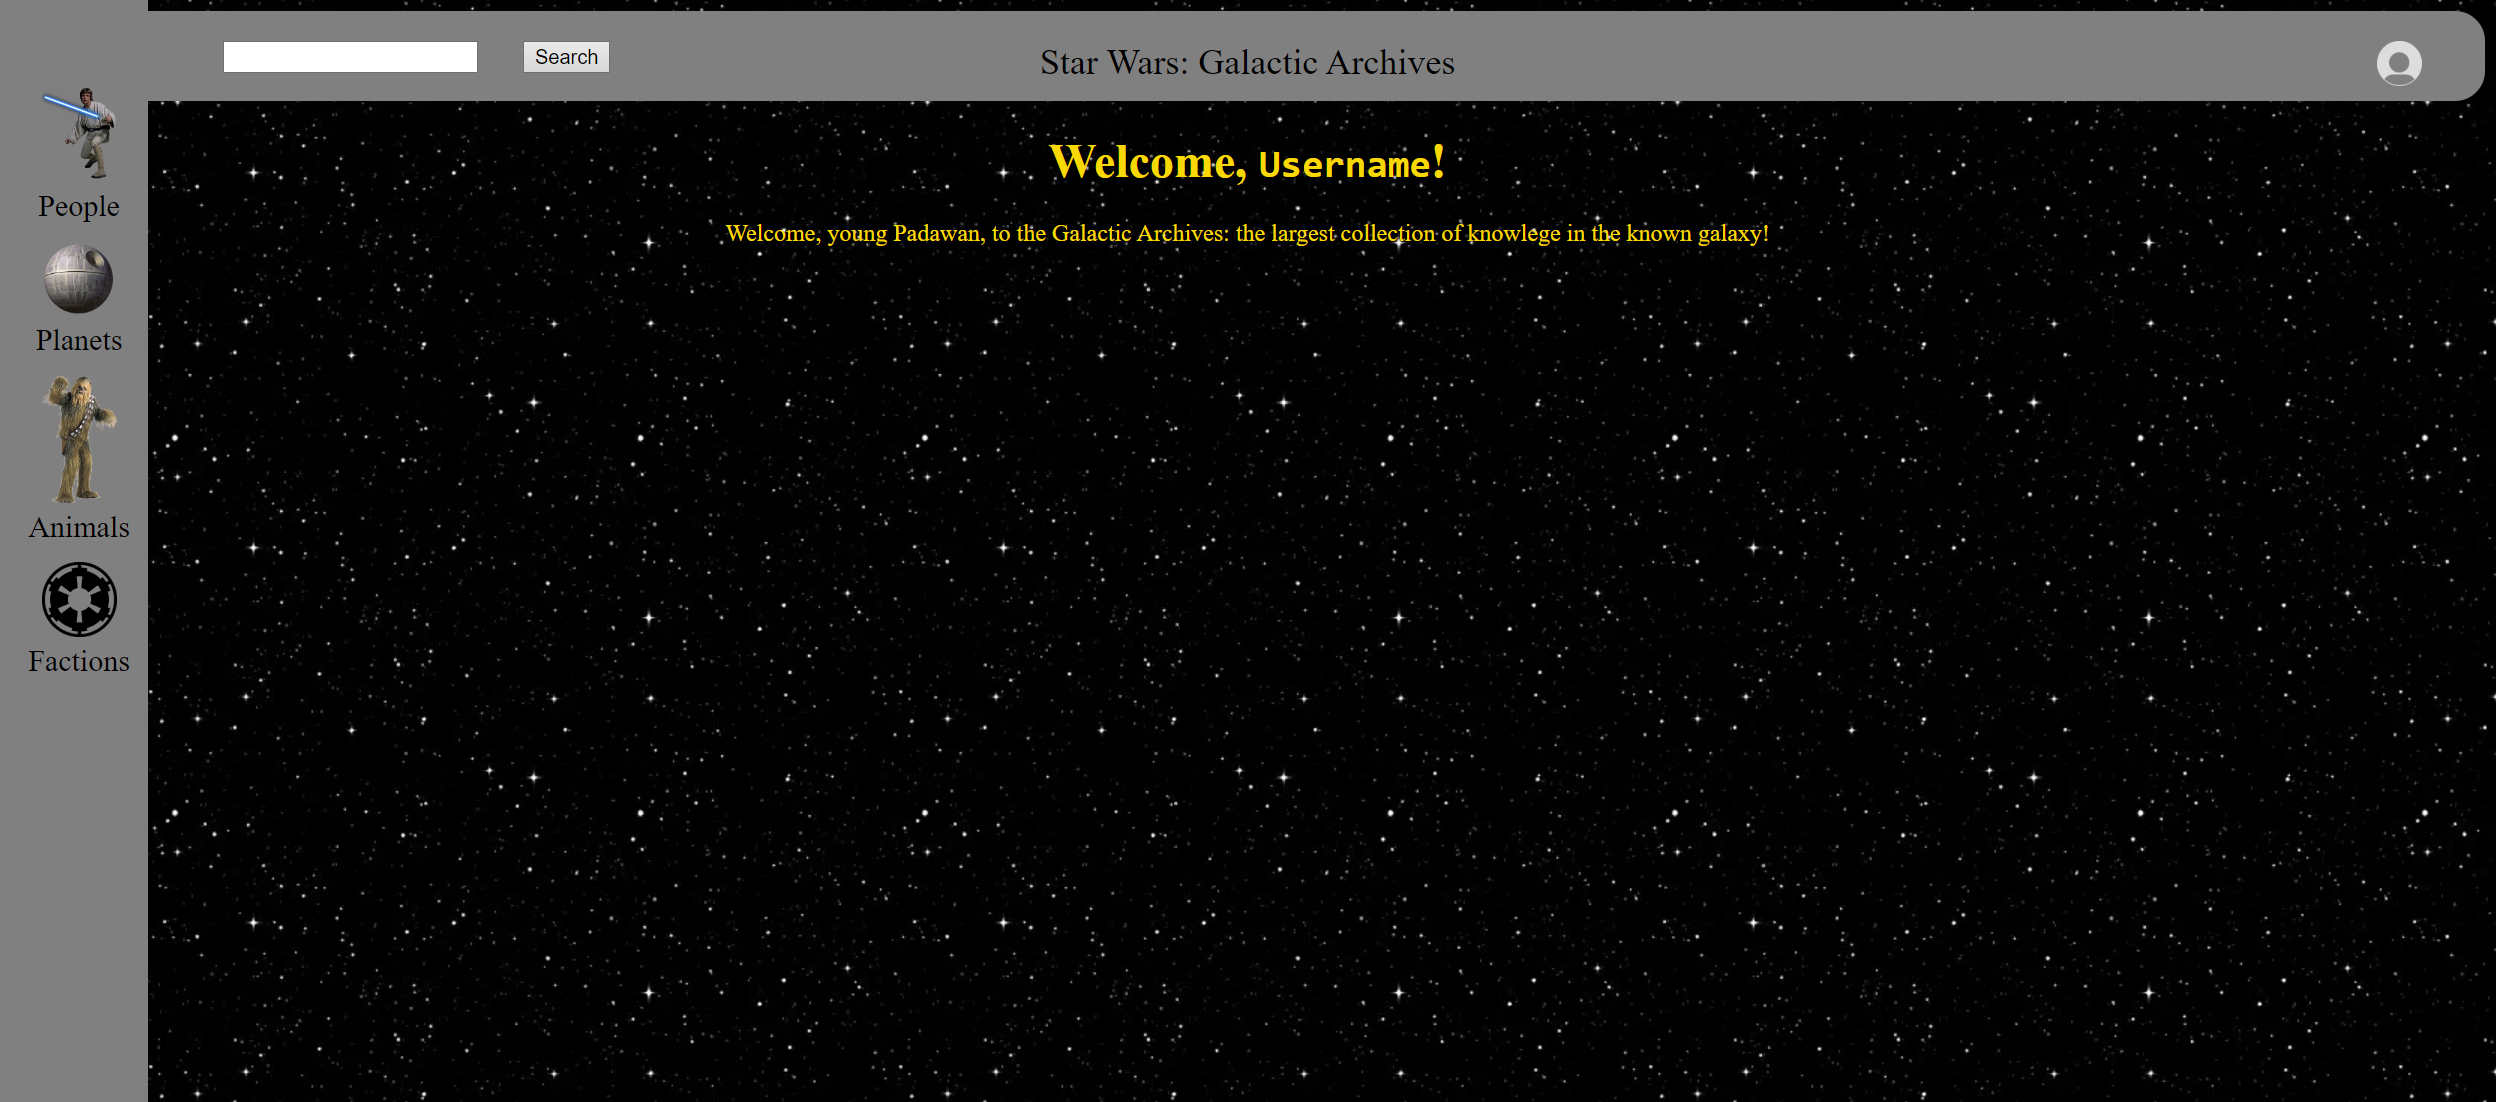 Search
Star Wars: Galactic Archives
People
Planets
Animals
Factions
Welcome, Username!
Welcome, young Padawan, to the Galactic Archives: the largest collection of knowlege in the known galaxy!